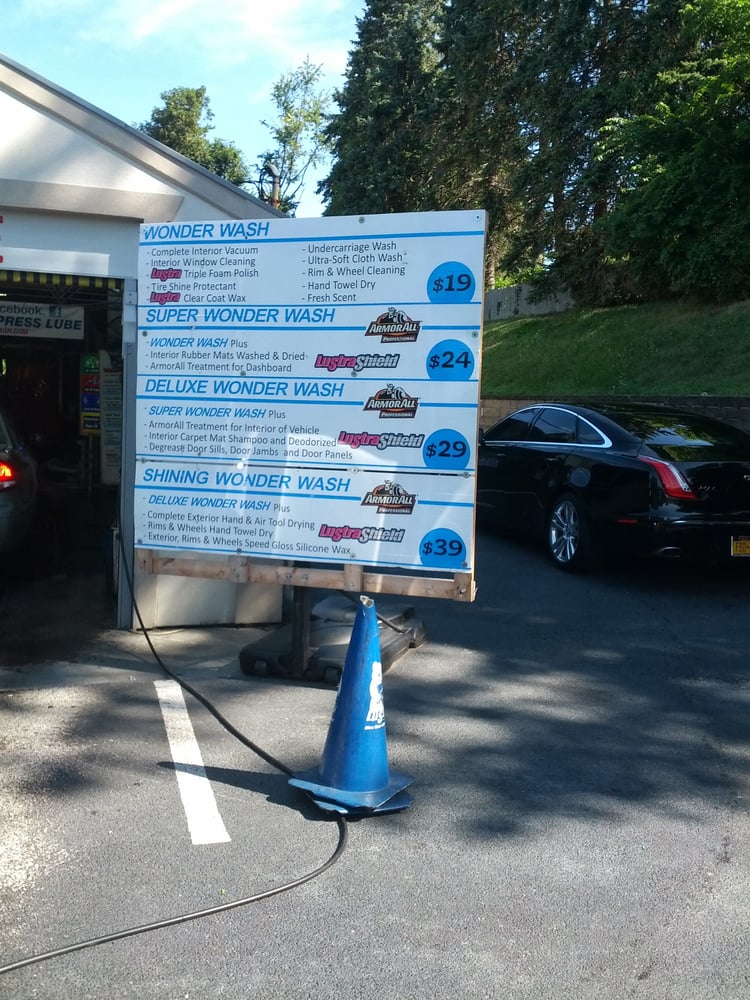 WONDER WASH
- Complete Interior Vacuum
- Interior Window Cleaning
- Lustra Triple Foam Polish
- Tire Shine Protectant
- Lustra Clear Coat Wax
- Undercarriage Wash
- Ultra-Soft Cloth Wash
- Rim & Wheel Cleaning
- Hand Towel Dry
- Fresh Scent
$19
SUPER WONDER WASH
ARMORALL
PROFESSIONAL
- WONDER WASH Plus
- Interior Rubber Mats Washed & Dried
- ArmorAll Treatment for Dashboard
LustraShield
$24
DELUXE WONDER WASH
ARMORALL
PROFESSIONAL
- SUPER WONDER WASH Plus
- ArmorAll Treatment for Interior of Vehicle
- Interior Carpet Mat Shampoo and Deodorized
- Degrease Door Sills, Door Jambs and Door Panels
LustraShield
$29
SHINING WONDER WASH
ARMORALL
PROFESSIONAL
- DELUXE WONDER WASH Plus
- Complete Exterior Hand & Air Tool Drying
- Rims & Wheels Hand Towel Dry
- Exterior, Rims & Wheels Speed Gloss Silicone Wax
LustraShield
$39
cebook.
PRESS LUBE